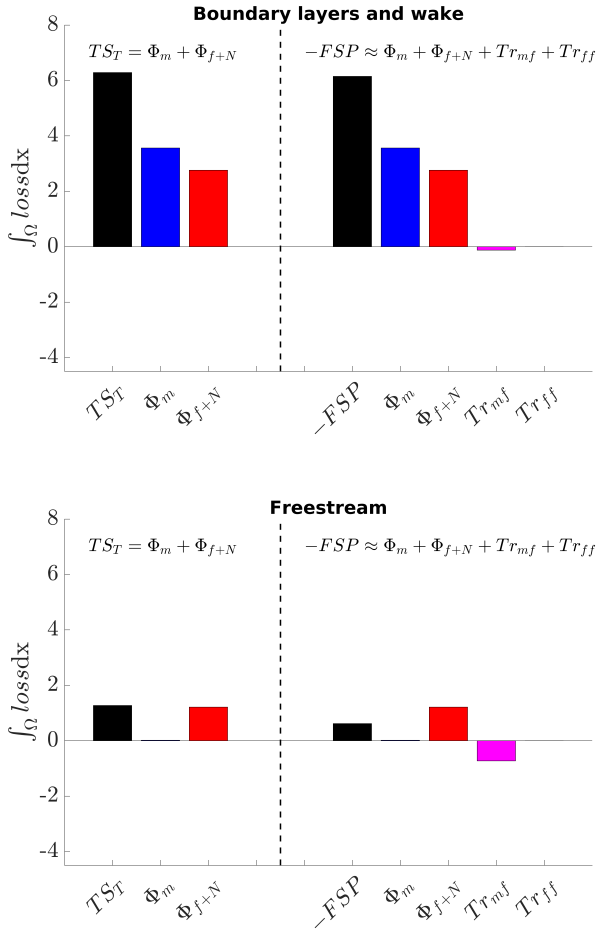 Boundary layers and wake
TS_T = Φ_m + Φ_{f+N}
−FSP ≈ Φ_m + Φ_{f+N} + Tr_{mf} + Tr_{ff}
∫_Ω loss dx
8
6
4
2
0
-2
-4
TS_T
Φ_m
Φ_{f+N}
−FSP
Φ_m
Φ_{f+N}
Tr_{mf}
Tr_{ff}
Freestream
TS_T = Φ_m + Φ_{f+N}
−FSP ≈ Φ_m + Φ_{f+N} + Tr_{mf} + Tr_{ff}
∫_Ω loss dx
8
6
4
2
0
-2
-4
TS_T
Φ_m
Φ_{f+N}
−FSP
Φ_m
Φ_{f+N}
Tr_{mf}
Tr_{ff}